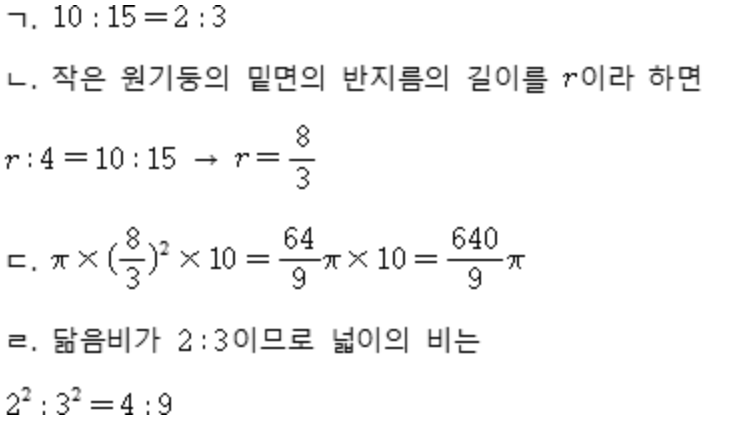 ㄱ. 10 : 15 = 2 : 3
ㄴ. 작은 원기둥의 밑면의 반지름의 길이를 r이라 하면
r : 4 = 10 : 15 → r = 8/3
ㄷ. π × (8/3)² × 10 = 64/9 π × 10 = 640/9 π
ㄹ. 닮음비가 2 : 3이므로 넓이의 비는
2² : 3² = 4 : 9